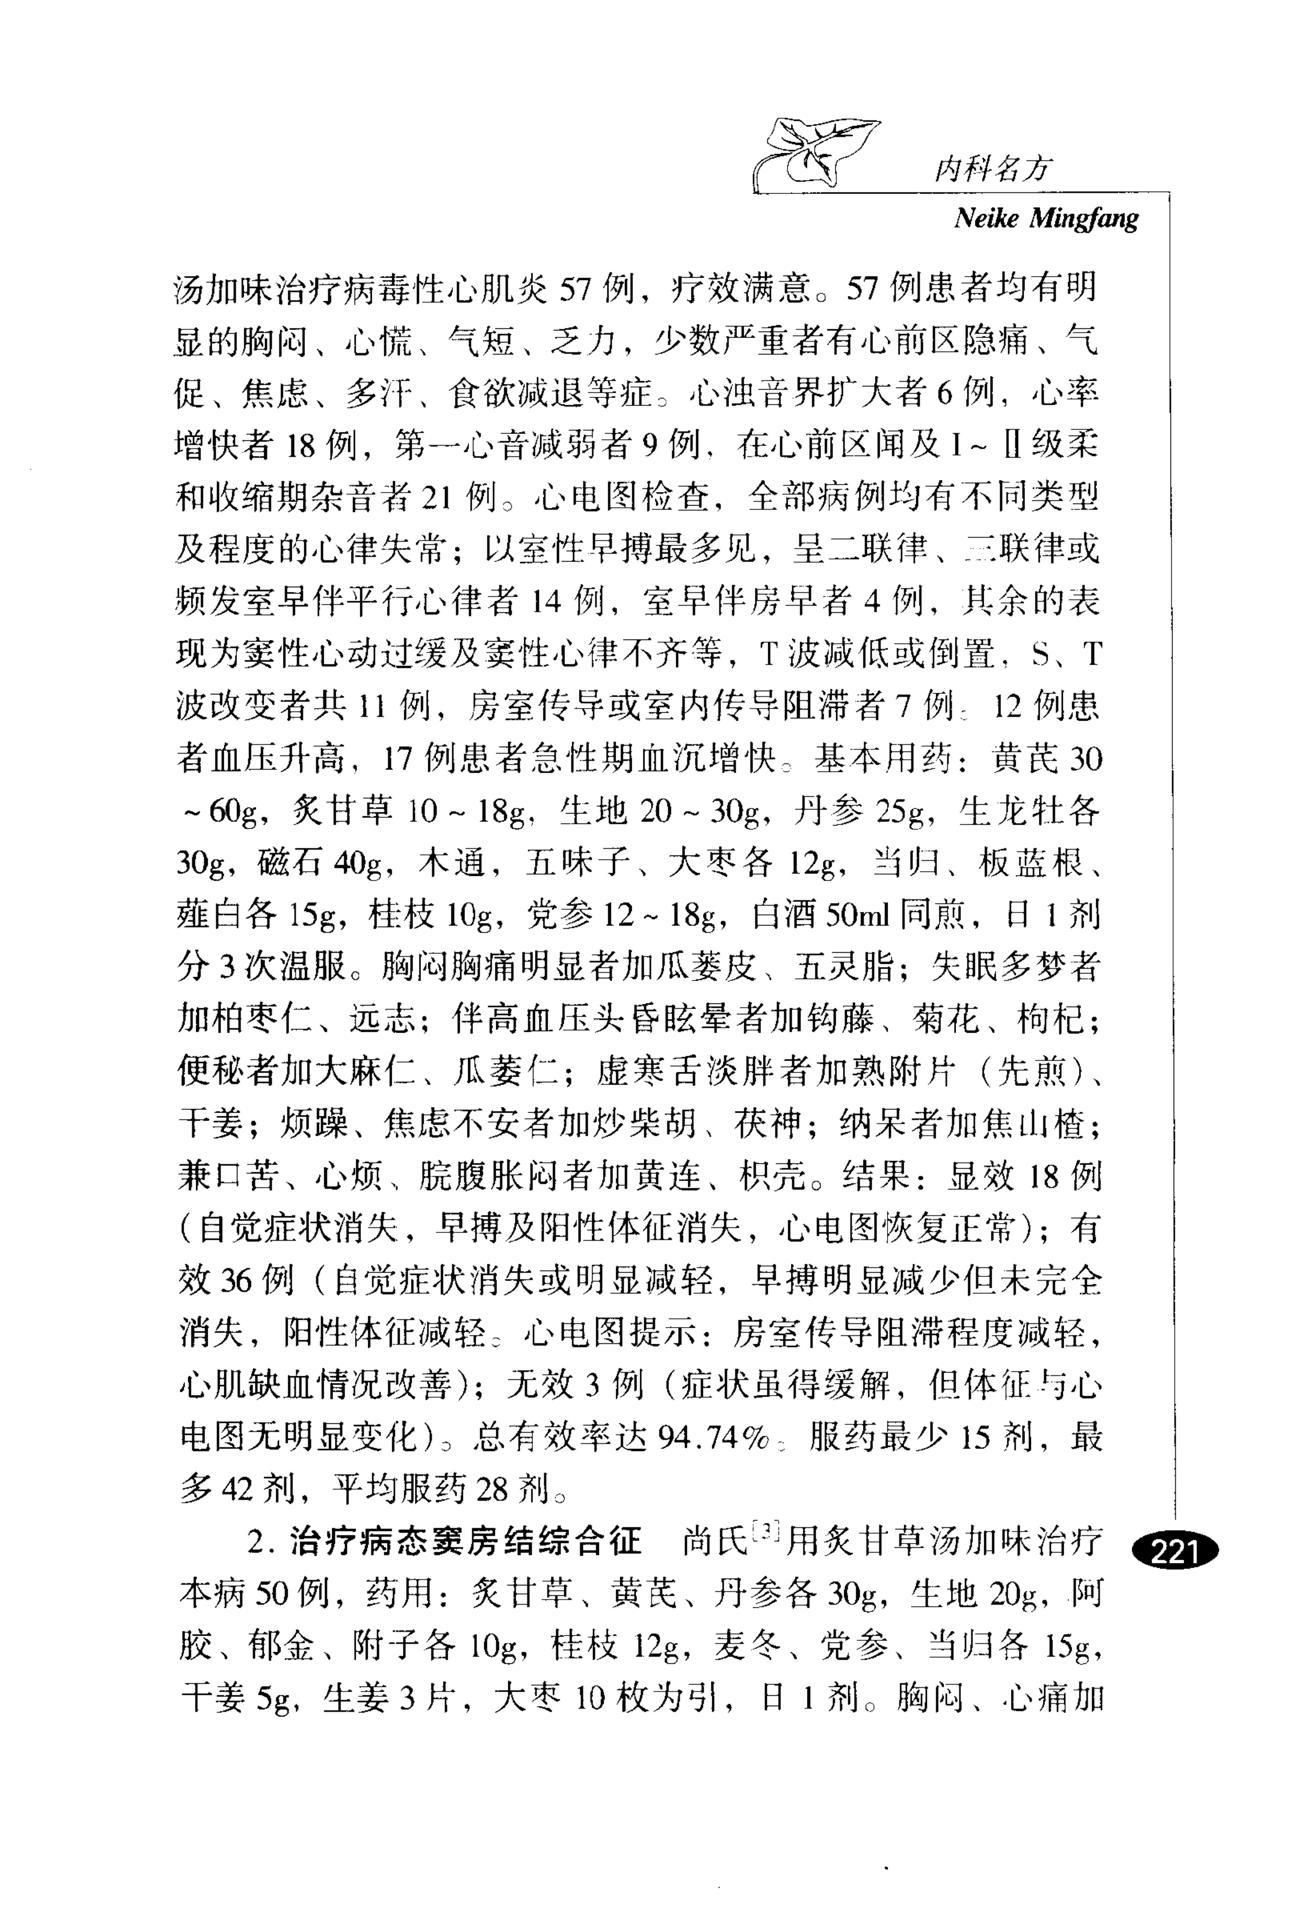 内科名方
Neike Mingfang
汤加味治疗病毒性心肌炎 57 例，疗效满意。57 例患者均有明
显的胸闷、心慌、气短、乏力，少数严重者有心前区隐痛、气
促、焦虑、多汗、食欲减退等症。心浊音界扩大者 6 例，心率
增快者 18 例，第一心音减弱者 9 例，在心前区闻及 I～Ⅱ级柔
和收缩期杂音者 21 例。心电图检查，全部病例均有不同类型
及程度的心律失常；以室性早搏最多见，呈二联律、三联律或
频发室早伴平行心律者 14 例，室早伴房早者 4 例，其余的表
现为窦性心动过缓及窦性心律不齐等，T 波减低或倒置，S、T
波改变者共 11 例，房室传导或室内传导阻滞者 7 例。12 例患
者血压升高，17 例患者急性期血沉增快。基本用药：黄芪 30
～60g，炙甘草 10～18g，生地 20～30g，丹参 25g，生龙牡各
30g，磁石 40g，木通，五味子、大枣各 12g，当归、板蓝根、
薤白各 15g，桂枝 10g，党参 12～18g，白酒 50ml 同煎，日 1 剂
分 3 次温服。胸闷胸痛明显者加瓜蒌皮、五灵脂；失眠多梦者
加柏枣仁、远志；伴高血压头昏眩晕者加钩藤、菊花、枸杞；
便秘者加大麻仁、瓜蒌仁；虚寒舌淡胖者加熟附片（先煎）、
干姜；烦躁、焦虑不安者加炒柴胡、茯神；纳呆者加焦山楂；
兼口苦、心烦、脘腹胀闷者加黄连、枳壳。结果：显效 18 例
（自觉症状消失，早搏及阳性体征消失，心电图恢复正常）；有
效 36 例（自觉症状消失或明显减轻，早搏明显减少但未完全
消失，阳性体征减轻。心电图提示：房室传导阻滞程度减轻，
心肌缺血情况改善）；无效 3 例（症状虽得缓解，但体征与心
电图无明显变化）。总有效率达 94.74%。服药最少 15 剂，最
多 42 剂，平均服药 28 剂。
2. 治疗病态窦房结综合征 尚氏[3]用炙甘草汤加味治疗
本病 50 例，药用：炙甘草、黄芪、丹参各 30g，生地 20g，阿
胶、郁金、附子各 10g，桂枝 12g，麦冬、党参、当归各 15g，
干姜 5g，生姜 3 片，大枣 10 枚为引，日 1 剂。胸闷、心痛加
221